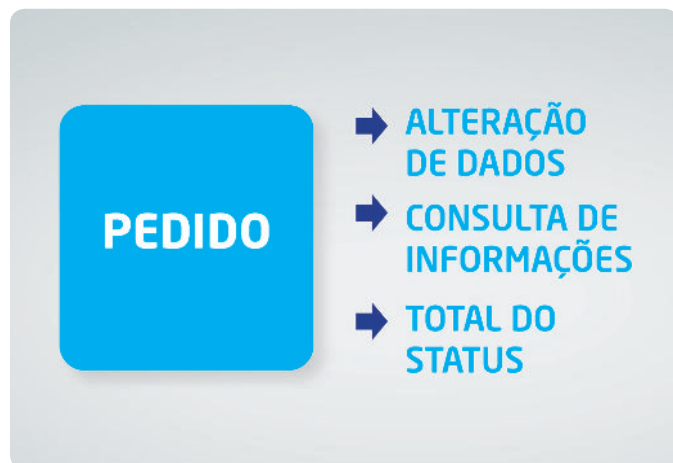 PEDIDO
ALTERAÇÃO
DE DADOS
CONSULTA DE
INFORMAÇÕES
TOTAL DO
STATUS